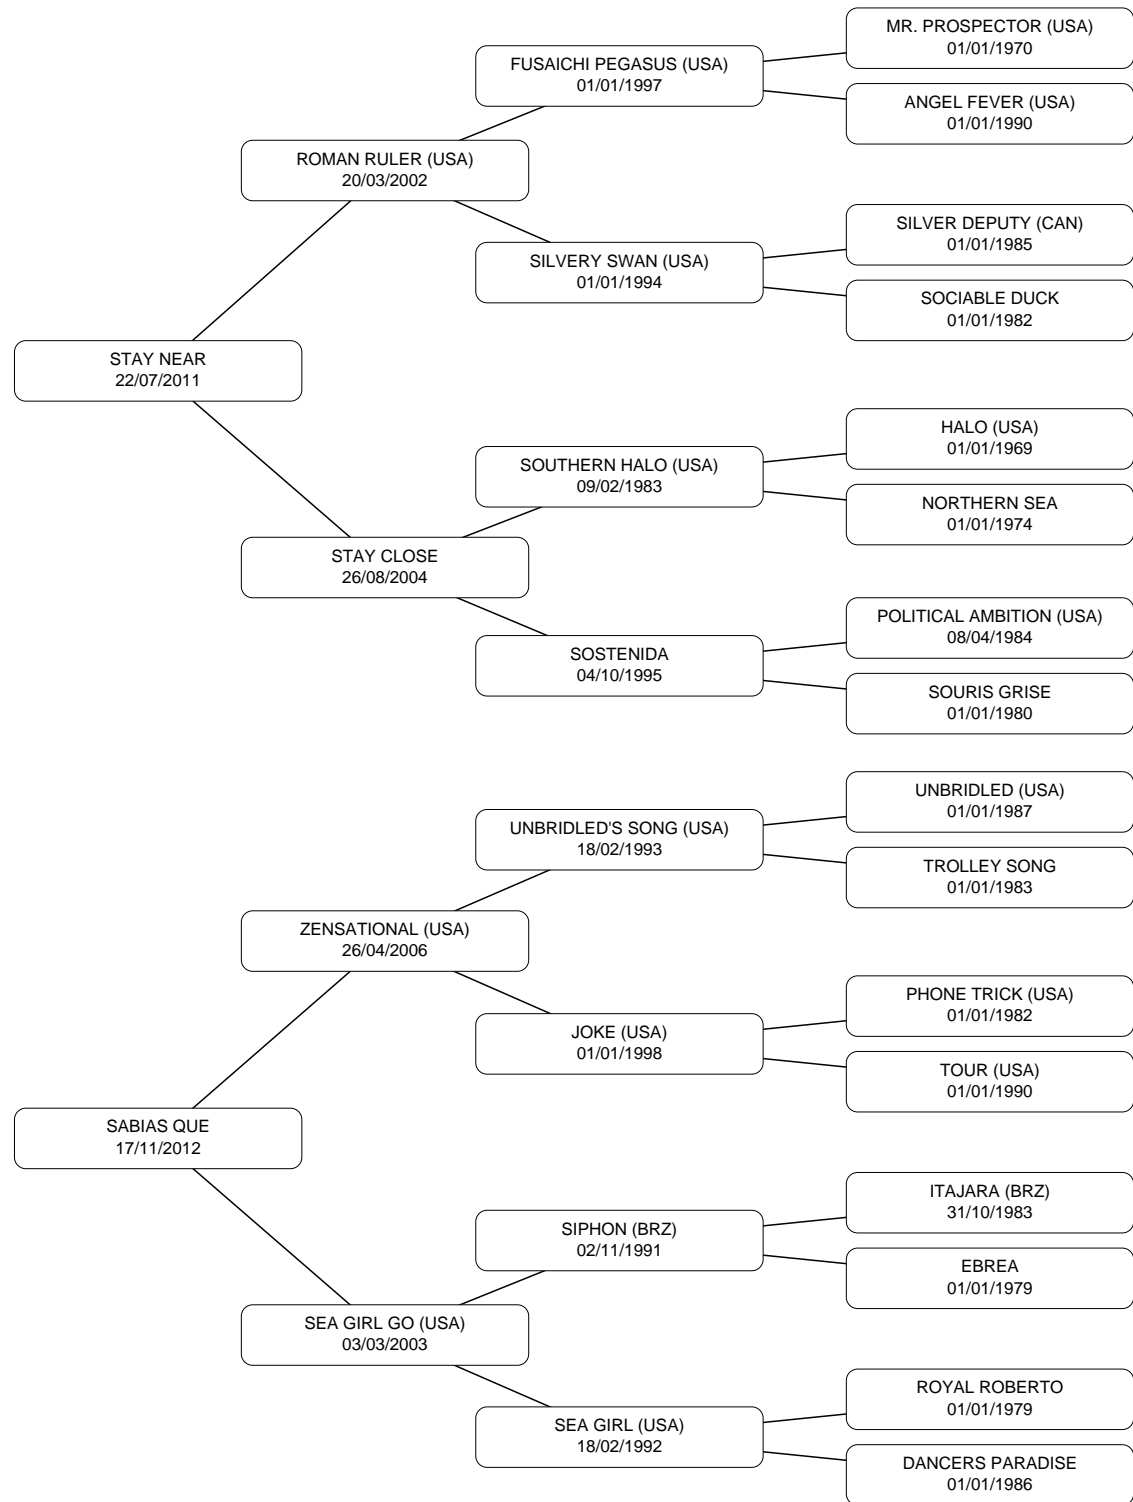 MR. PROSPECTOR (USA)
01/01/1970
FUSAICHI PEGASUS (USA)
01/01/1997
ANGEL FEVER (USA)
01/01/1990
ROMAN RULER (USA)
20/03/2002
SILVER DEPUTY (CAN)
01/01/1985
SILVERY SWAN (USA)
01/01/1994
SOCIABLE DUCK
01/01/1982
STAY NEAR
22/07/2011
HALO (USA)
01/01/1969
SOUTHERN HALO (USA)
09/02/1983
NORTHERN SEA
01/01/1974
STAY CLOSE
26/08/2004
POLITICAL AMBITION (USA)
08/04/1984
SOSTENIDA
04/10/1995
SOURIS GRISE
01/01/1980
UNBRIDLED (USA)
01/01/1987
UNBRIDLED'S SONG (USA)
18/02/1993
TROLLEY SONG
01/01/1983
ZENSATIONAL (USA)
26/04/2006
PHONE TRICK (USA)
01/01/1982
JOKE (USA)
01/01/1998
TOUR (USA)
01/01/1990
SABIAS QUE
17/11/2012
ITAJARA (BRZ)
31/10/1983
SIPHON (BRZ)
02/11/1991
EBREA
01/01/1979
SEA GIRL GO (USA)
03/03/2003
ROYAL ROBERTO
01/01/1979
SEA GIRL (USA)
18/02/1992
DANCERS PARADISE
01/01/1986